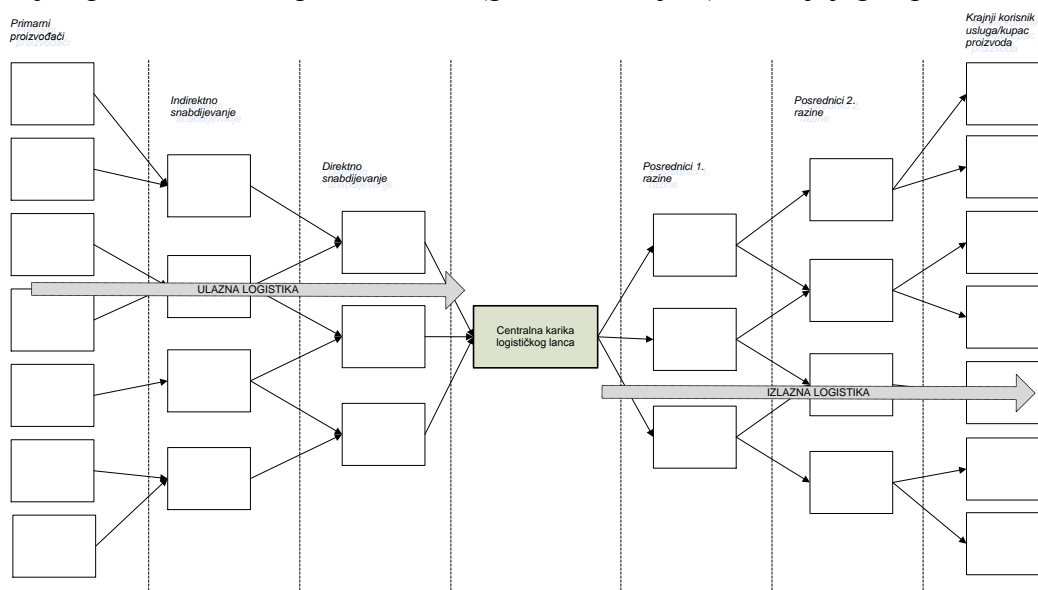 Primarni
proizvođači
Indirektno
snabdijevanje
Direktno
snabdijevanje
Posrednici 1.
razine
Posrednici 2.
razine
Krajnji korisnik
usluga/kupac
proizvoda
ULAZNA LOGISTIKA
Centralna karika
logističkog lanca
IZLAZNA LOGISTIKA